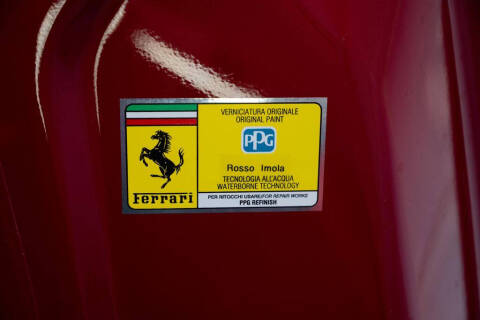 VERNICIATURA ORIGINALE
ORIGINAL PAINT
PPG
Rosso Imola
TECNOLOGIA ALL'ACQUA
WATERBORNE TECHNOLOGY
Ferrari
PER RITOCCHI USARE/FOR REPAIR WORKS
PPG REFINISH